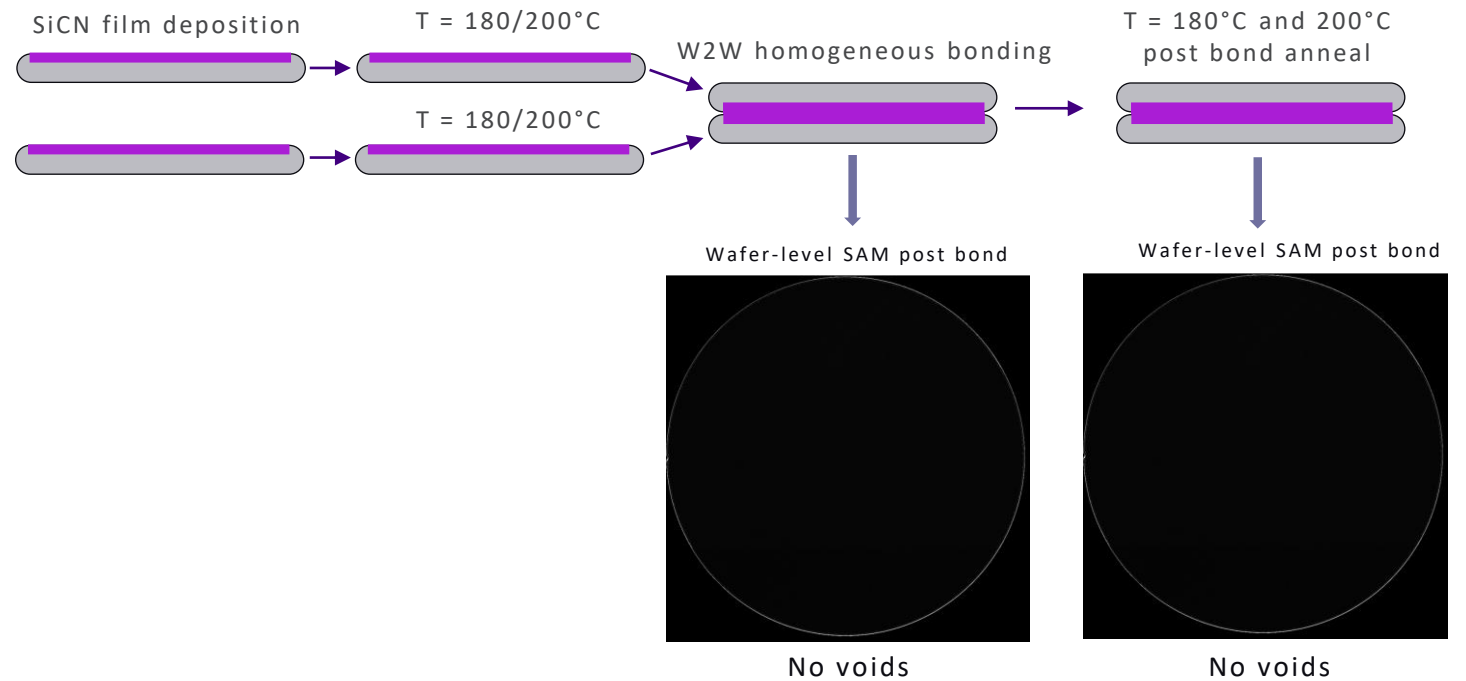 SiCN film deposition
T = 180/200°C
T = 180/200°C
W2W homogeneous bonding
T = 180°C and 200°C
post bond anneal
Wafer-level SAM post bond
Wafer-level SAM post bond
No voids
No voids